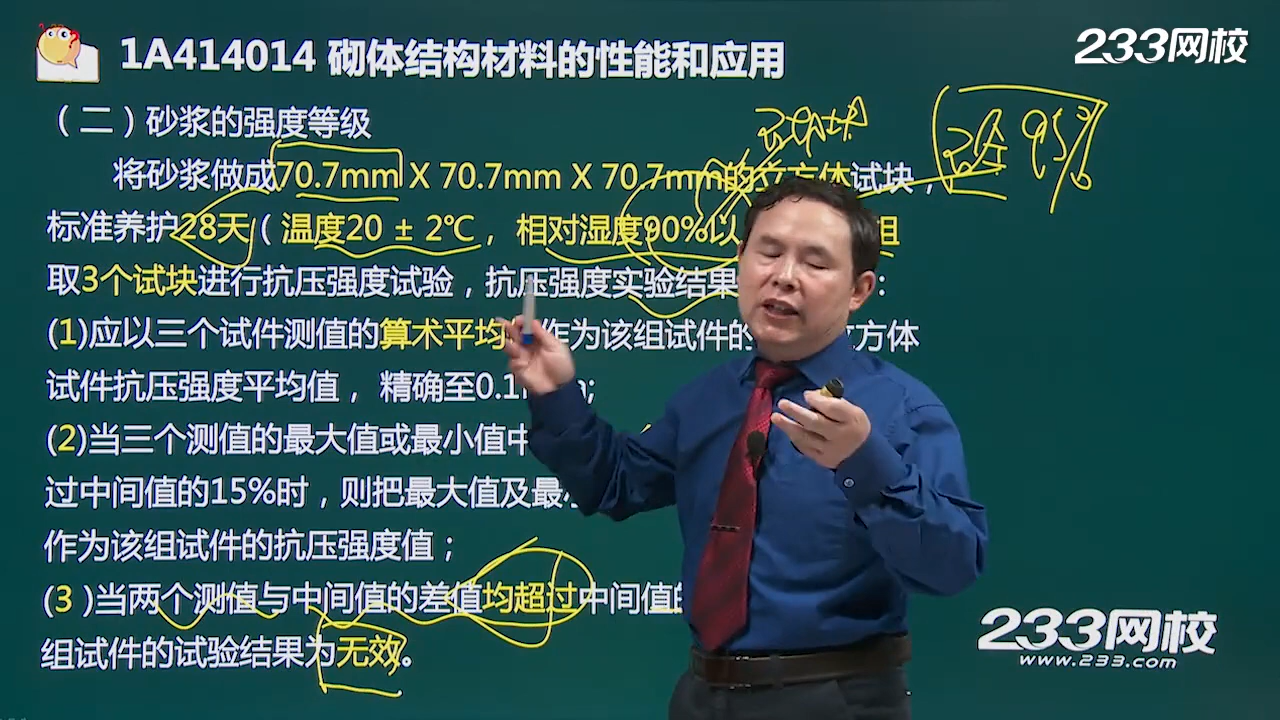 1A414014 砌体结构材料的性能和应用
233网校
（二）砂浆的强度等级
试块
砼 95%
将砂浆做成70.7mm X 70.7mm X 70.7mm的立方体试块，
标准养护28天（温度20 ± 2℃，相对湿度90%以 组
取3个试块进行抗压强度试验，抗压强度实验结果 ：
(1)应以三个试件测值的算术平均 作为该组试件的 方体
试件抗压强度平均值， 精确至0.1 ;
(2)当三个测值的最大值或最小值中
过中间值的15%时，则把最大值及最
作为该组试件的抗压强度值；
(3 )当两个测值与中间值的差值均超过中间值的
组试件的试验结果为无效。
233网校
www.233.com